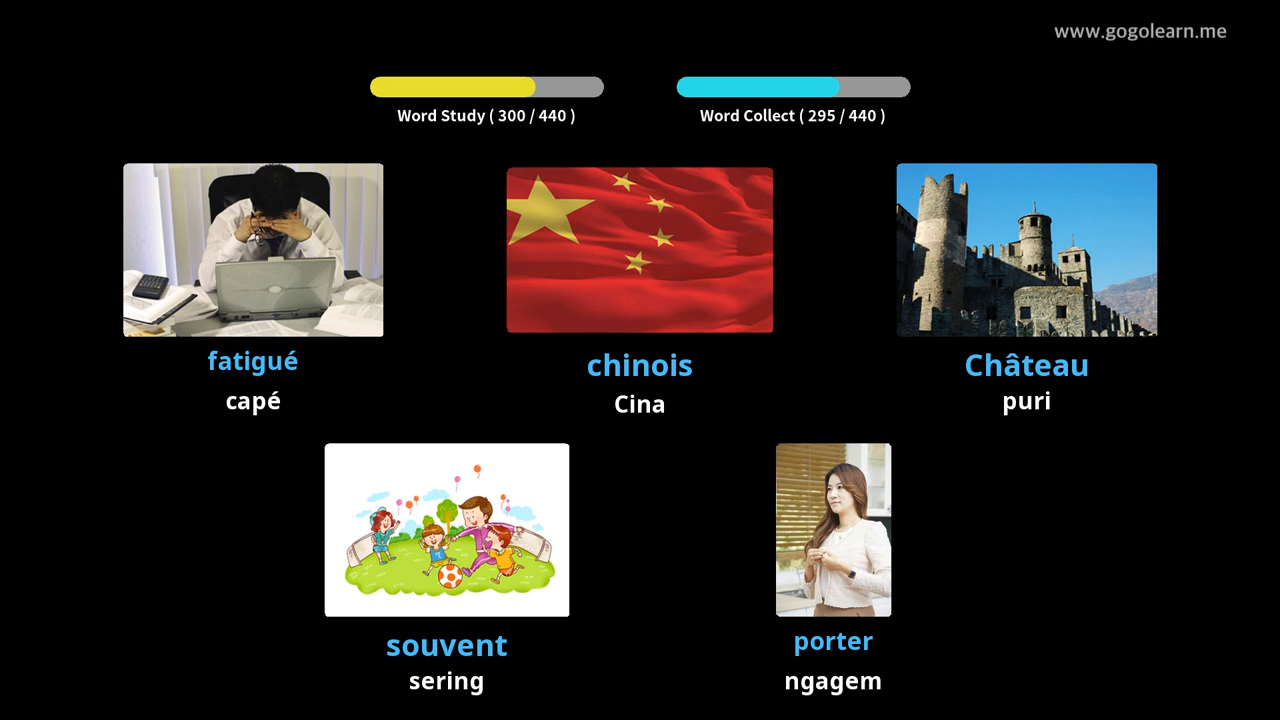 www.gogolearn.me
Word Study ( 300 / 440 )
Word Collect ( 295 / 440 )
fatigué
capé
chinois
Cina
Château
puri
souvent
sering
porter
ngagem